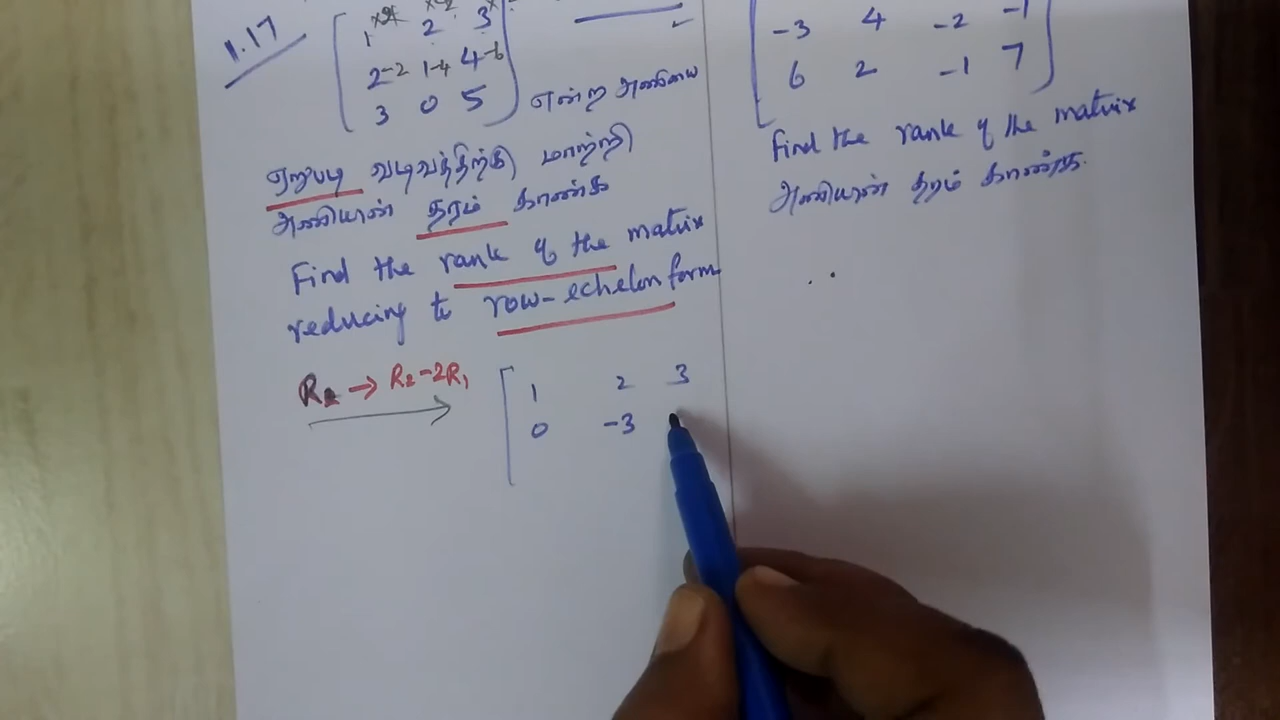 1.17
1 2 3
2-2 1-4 4-6
3 0 5 என்ற அணியை
ஏறுபடி வடிவத்திற்கு மாற்றி
அணியின் தரம் காண்க
Find the rank of the matrix
reducing to row-echelon form
R2 → R2-2R1
1 2 3
0 -3
-3 4 -2 -1
6 2 -1 7
Find the rank of the matrix
அணியின் தரம் காண்க.